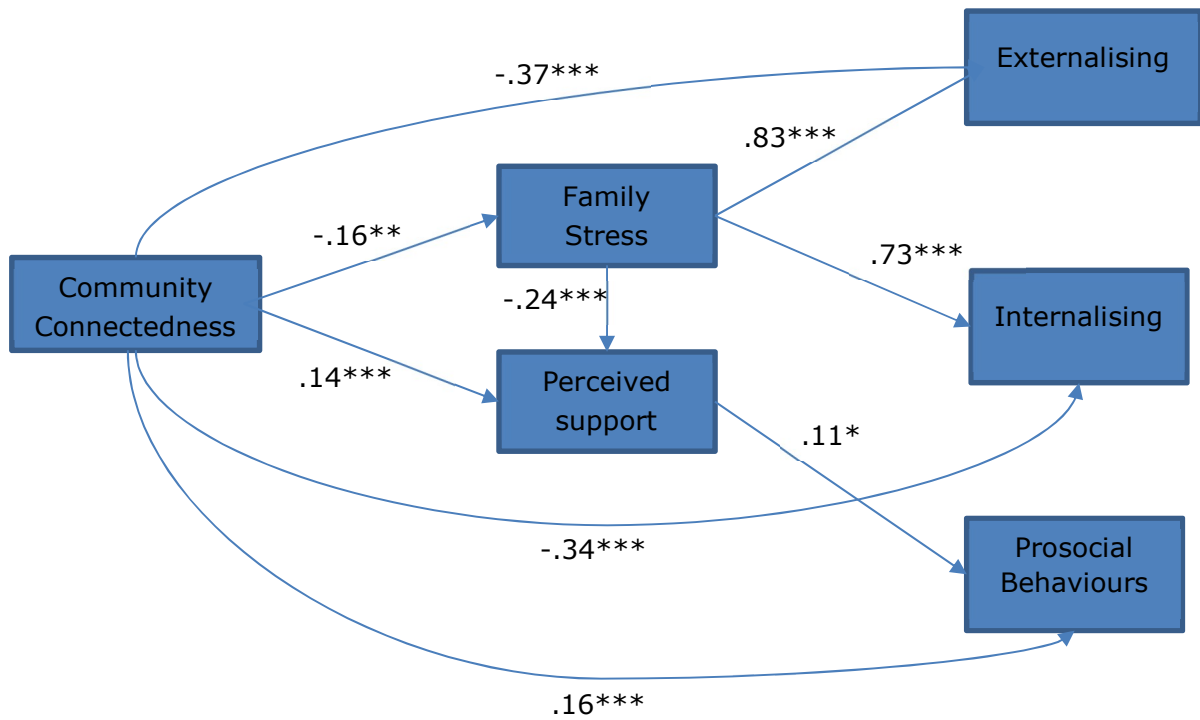 Externalising
-.37***
.83***
Family
Stress
-.16**
.73***
Community
Connectedness
-.24***
Internalising
.14***
Perceived
support
.11*
-.34***
Prosocial
Behaviours
.16***